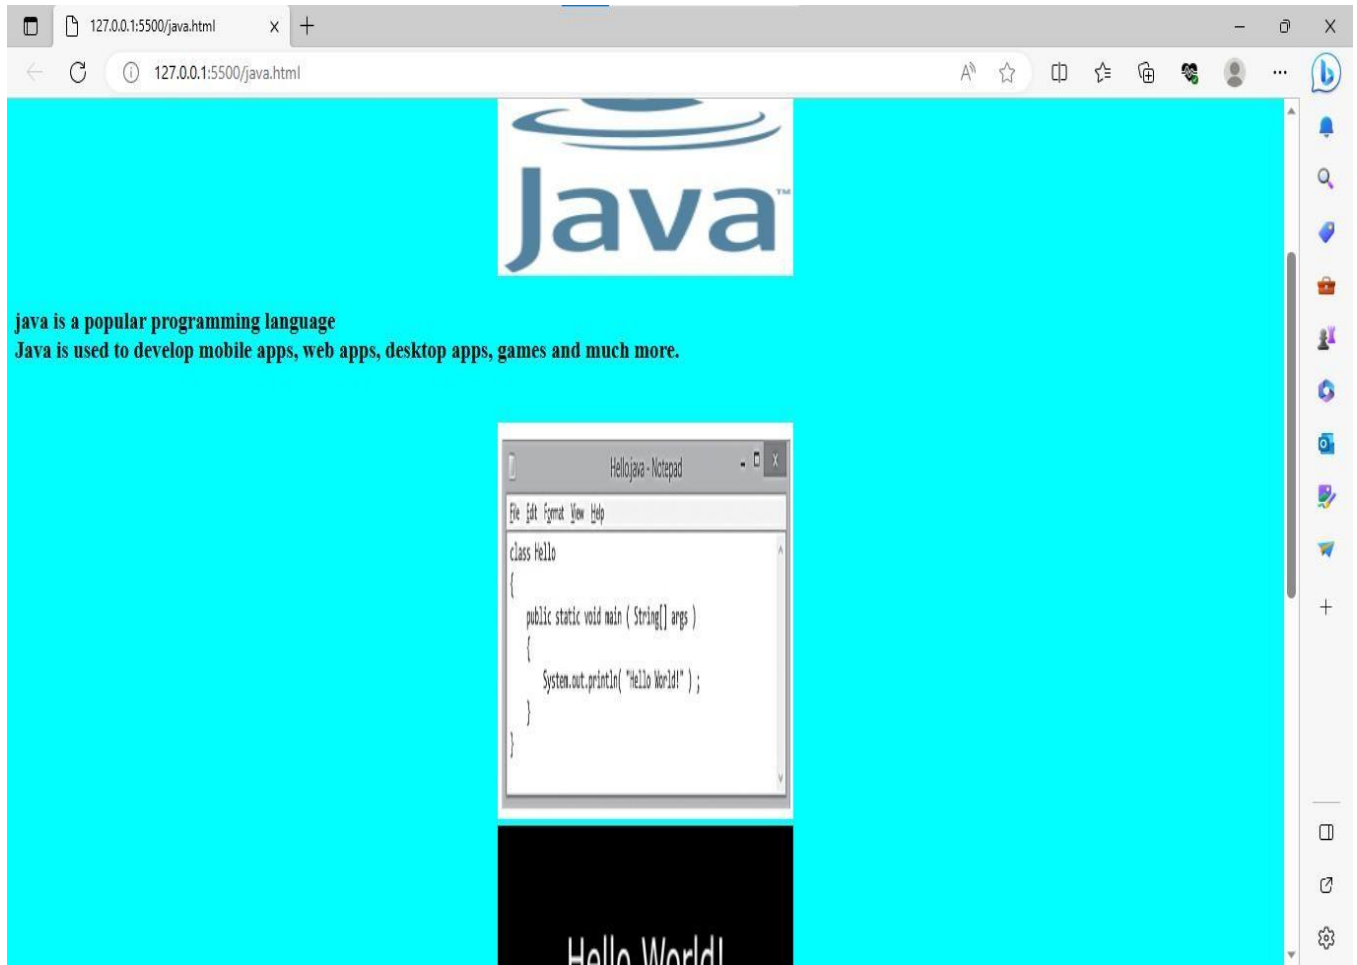 127.0.0.1:5500/java.html
127.0.0.1:5500/java.html
Java™
java is a popular programming language
Java is used to develop mobile apps, web apps, desktop apps, games and much more.
Hello.java - Notepad
File Edit Format View Help
class Hello
{
public static void main ( String[] args )
{
System.out.println( "Hello World!" ) ;
}
}
Hello World!